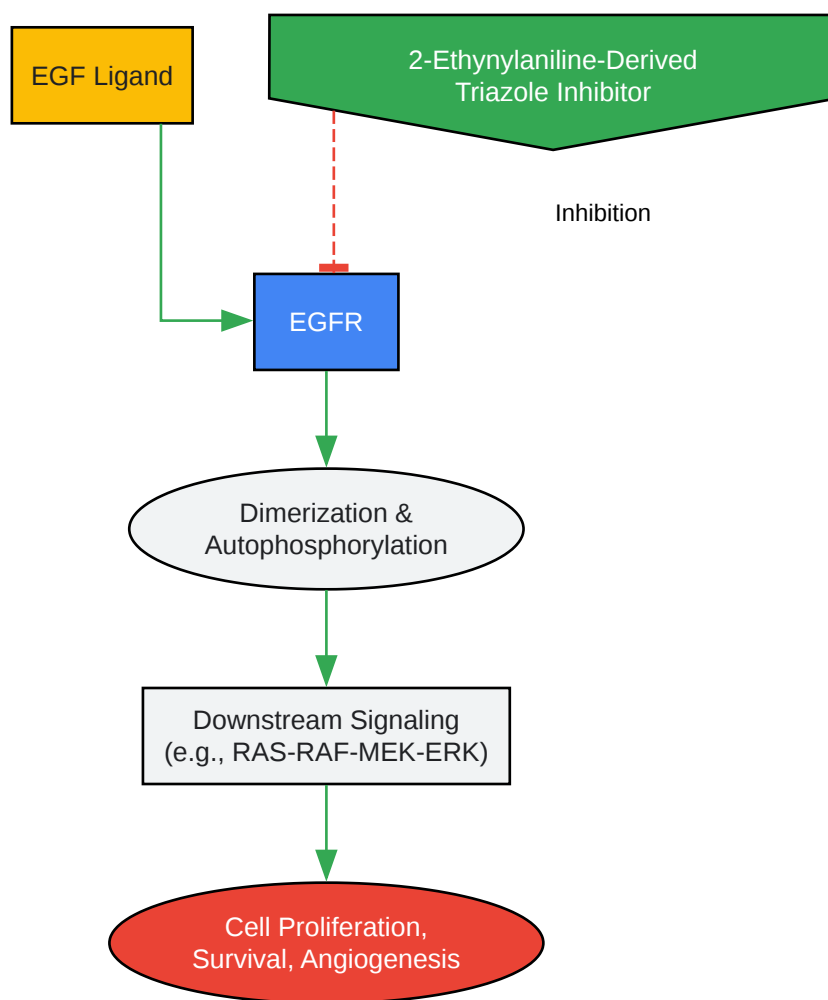 EGF Ligand
2-Ethynylaniline-Derived
Triazole Inhibitor
Inhibition
EGFR
Dimerization &
Autophosphorylation
Downstream Signaling
(e.g., RAS-RAF-MEK-ERK)
Cell Proliferation,
Survival, Angiogenesis